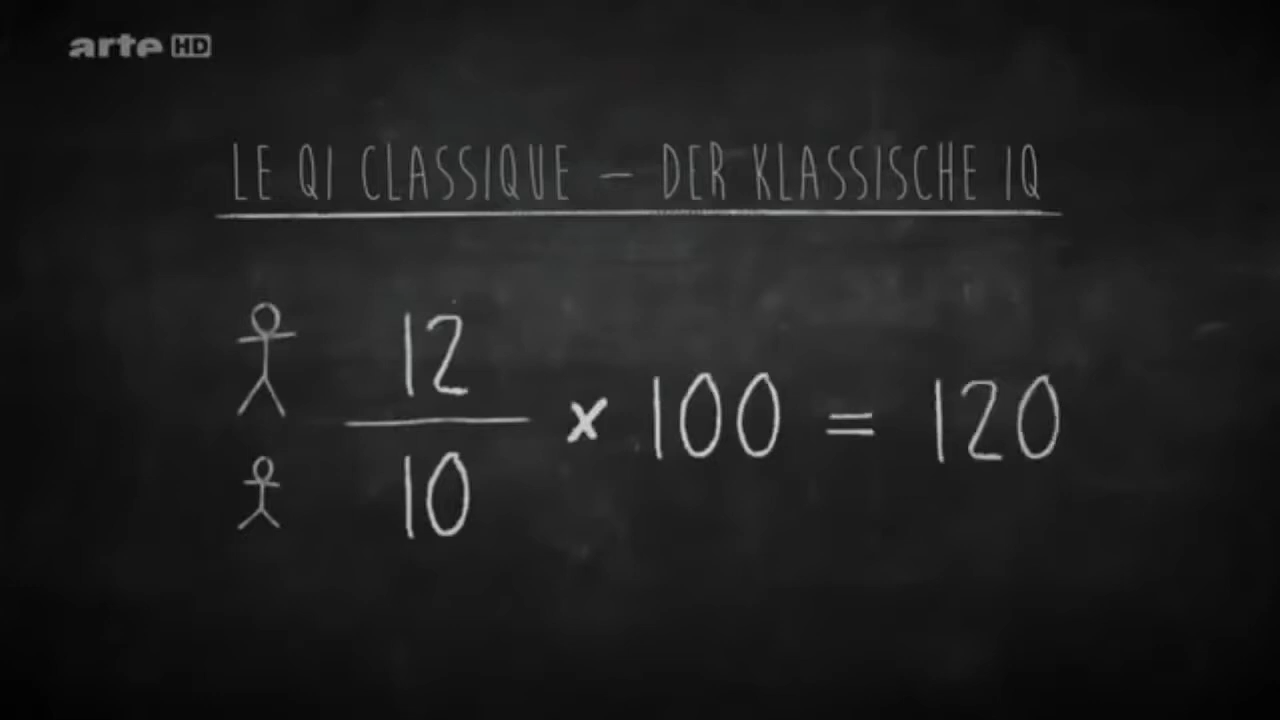 arte HD
LE QI CLASSIQUE – DER KLASSISCHE IQ
12
10
x 100 = 120